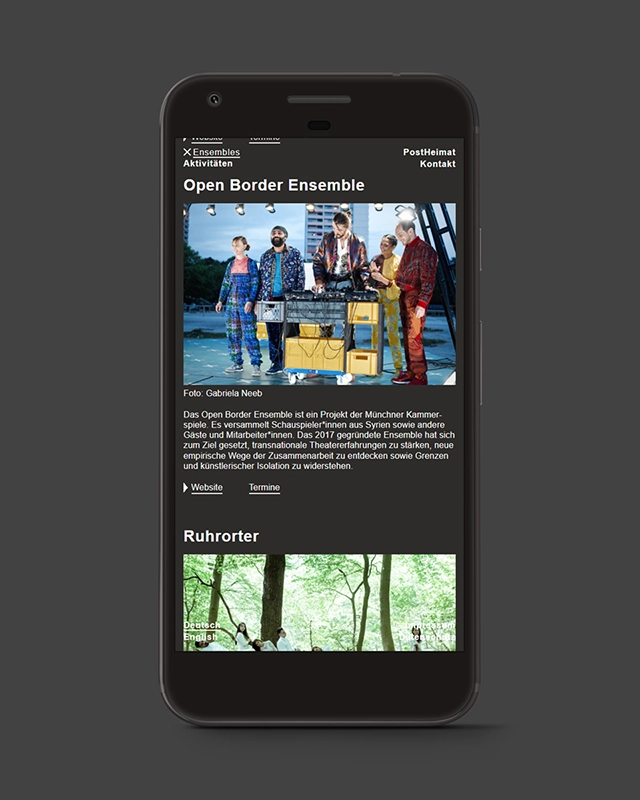 Website Termine
Ensembles PostHeimat
Aktivitäten Kontakt
Open Border Ensemble
Foto: Gabriela Neeb
Das Open Border Ensemble ist ein Projekt der Münchner Kammer-
spiele. Es versammelt Schauspieler*innen aus Syrien sowie andere
Gäste und Mitarbeiter*innen. Das 2017 gegründete Ensemble hat sich
zum Ziel gesetzt, transnationale Theatererfahrungen zu stärken, neue
empirische Wege der Zusammenarbeit zu entdecken sowie Grenzen
und künstlerischer Isolation zu widerstehen.
Website Termine
Ruhrorter
Deutsch
English